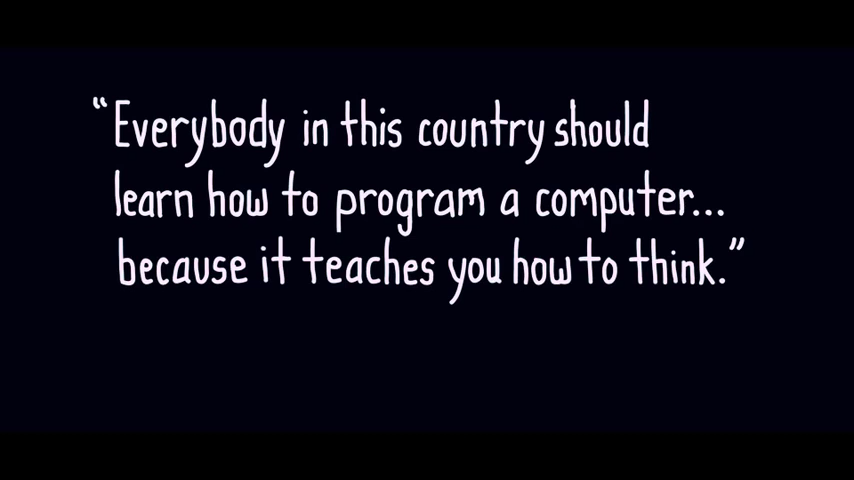 “Everybody in this country should
learn how to program a computer...
because it teaches you how to think.”